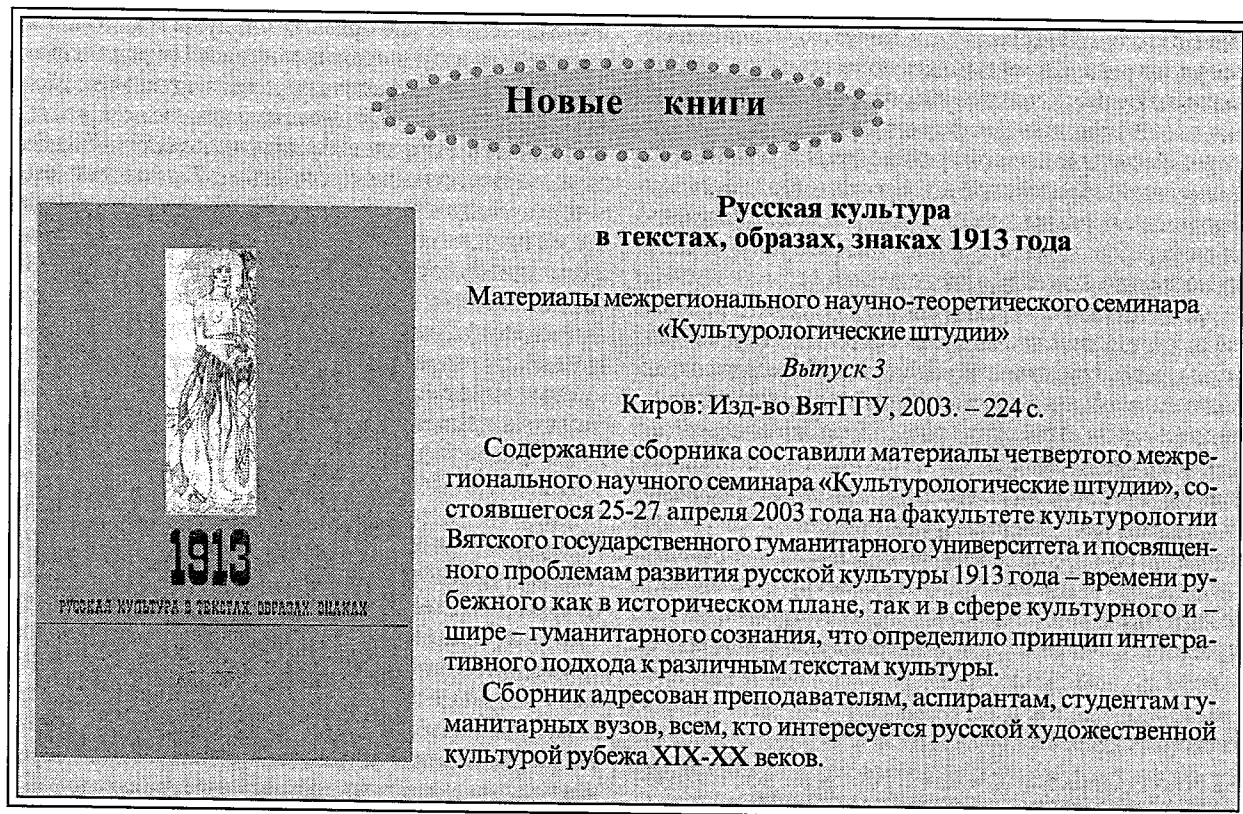 Новые книги
Русская культура
в текстах, образах, знаках 1913 года
Материалы межрегионального научно-теоретического семинара
«Культурологические штудии»
Выпуск 3
Киров: Изд-во ВятГГУ, 2003. – 224 с.
Содержание сборника составили материалы четвертого межре-
гионального научного семинара «Культурологические штудии», со-
стоявшегося 25-27 апреля 2003 года на факультете культурологии
Вятского государственного гуманитарного университета и посвящен-
ного проблемам развития русской культуры 1913 года – времени ру-
бежного как в историческом плане, так и в сфере культурного и –
шире – гуманитарного сознания, что определило принцип интегра-
тивного подхода к различным текстам культуры.
Сборник адресован преподавателям, аспирантам, студентам гу-
манитарных вузов, всем, кто интересуется русской художественной
культурой рубежа XIX-XX веков.
1913
РУССКАЯ КУЛЬТУРА В ТЕКСТАХ, ОБРАЗАХ, ЗНАКАХ